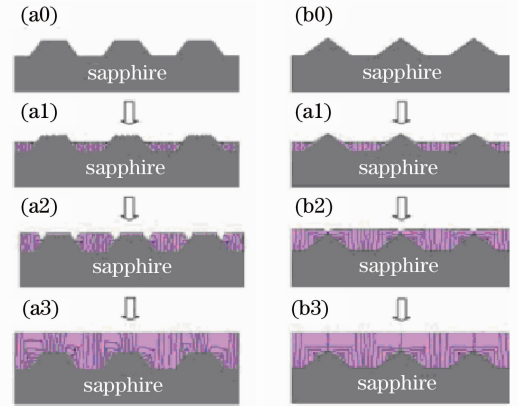 (a0)
sapphire
(b0)
sapphire
(a1)
sapphire
(a1)
sapphire
(a2)
sapphire
(b2)
sapphire
(a3)
sapphire
(b3)
sapphire